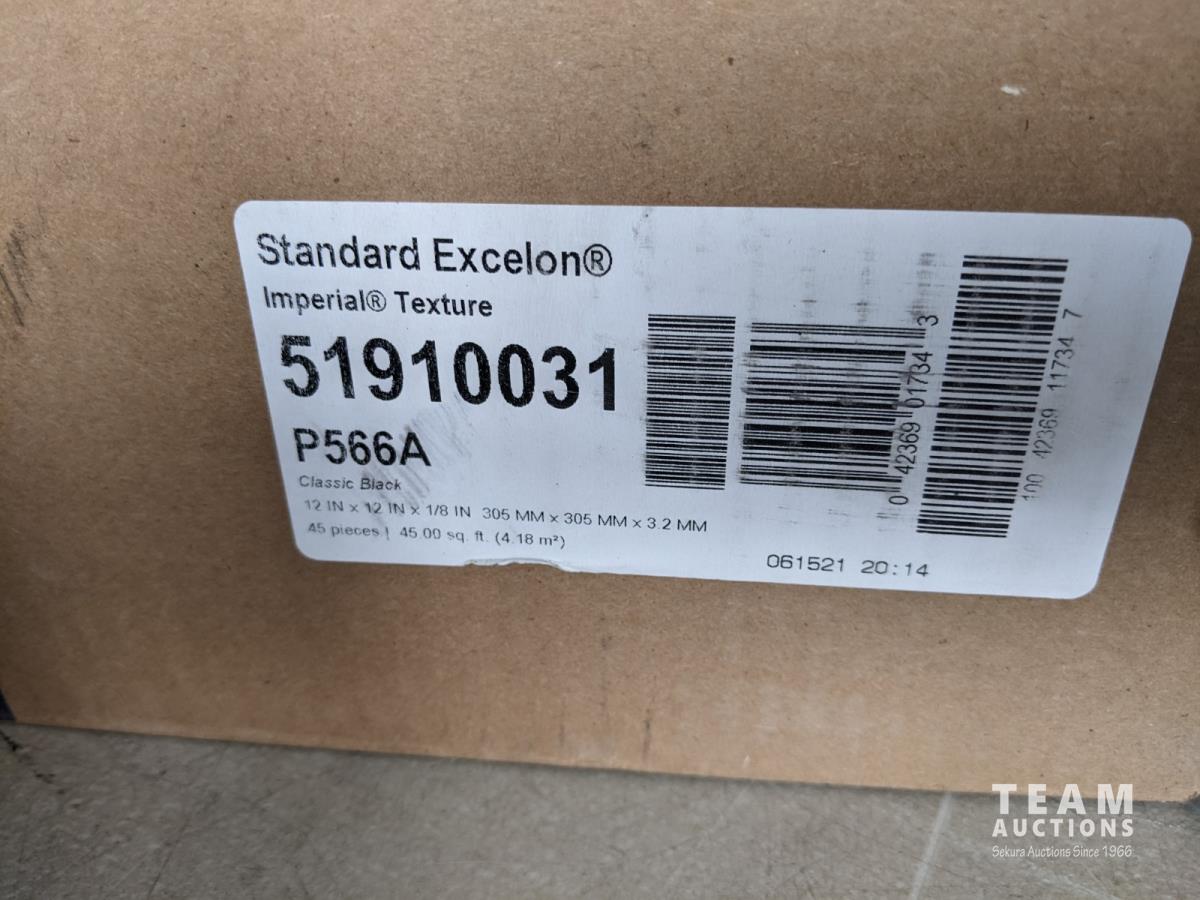 Standard Excelon®
Imperial® Texture
51910031
P566A
Classic Black
12 IN x 12 IN x 1/8 IN 305 MM x 305 MM x 3.2 MM
45 pieces | 45.00 sq. ft. (4.18 m²)
0 42369 01734 3
100 42369 11734 7
061521 20:14
TEAM
AUCTIONS
Sekura Auctions Since 1966